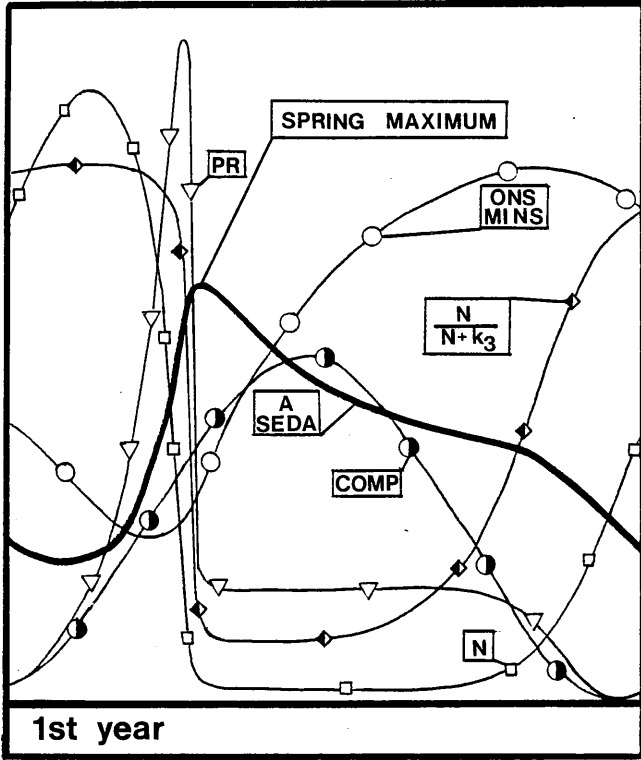 SPRING MAXIMUM
PR
ONS
MINS
N
N+k3
A
SEDA
COMP
N
1st year